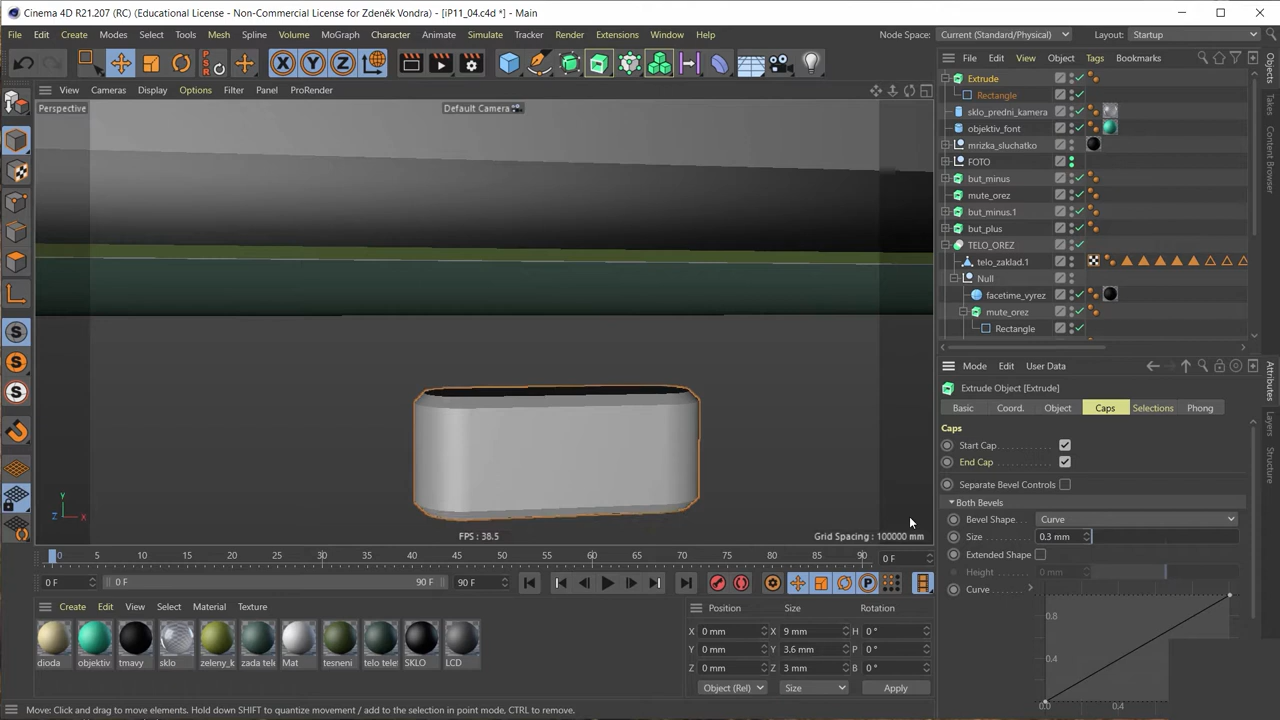 Cinema 4D R21.207 (RC) (Educational License - Non-Commercial License for Zdeněk Vondra) - [iP11_04.c4d *] - Main
File Edit Create Modes Select Tools Mesh Spline Volume MoGraph Character Animate Simulate Tracker Render Extensions Window Help Node Space: Current (Standard/Physical) Layout: Startup
PSR
X Y Z
File Edit View Object Tags Bookmarks
View Cameras Display Options Filter Panel ProRender
Perspective
Default Camera
Extrude
Rectangle
sklo_predni_kamera
objektiv_font
mrizka_sluchatko
FOTO
but_minus
mute_orez
but_minus.1
but_plus
TELO_OREZ
telo_zaklad.1
Null
facetime_vyrez
mute_orez
Rectangle
Objects
Takes
Content Browser
Mode Edit User Data
Extrude Object [Extrude]
Basic Coord. Object Caps Selections Phong
Caps
Start Cap
End Cap
Separate Bevel Controls
Both Bevels
Bevel Shape Curve
Size 0.3 mm
Extended Shape
Height 0 mm
Curve
0.8
0.4
0.0 0.4
Attributes
Layers
Structure
S
S
S
Y
Z X
FPS : 38.5
Grid Spacing : 100000 mm
0 5 10 15 20 25 30 35 40 45 50 55 60 65 70 75 80 85 90 0 F
0 F 0 F 90 F 90 F
P
Create Edit View Select Material Texture
dioda objektiv tmavy sklo zeleny_k zada tele Mat tesneni telo tele SKLO LCD
Position Size Rotation
X 0 mm X 9 mm H 0 °
Y 0 mm Y 3.6 mm P 0 °
Z 0 mm Z 3 mm B 0 °
Object (Rel) Size Apply
Move: Click and drag to move elements. Hold down SHIFT to quantize movement / add to the selection in point mode, CTRL to remove.